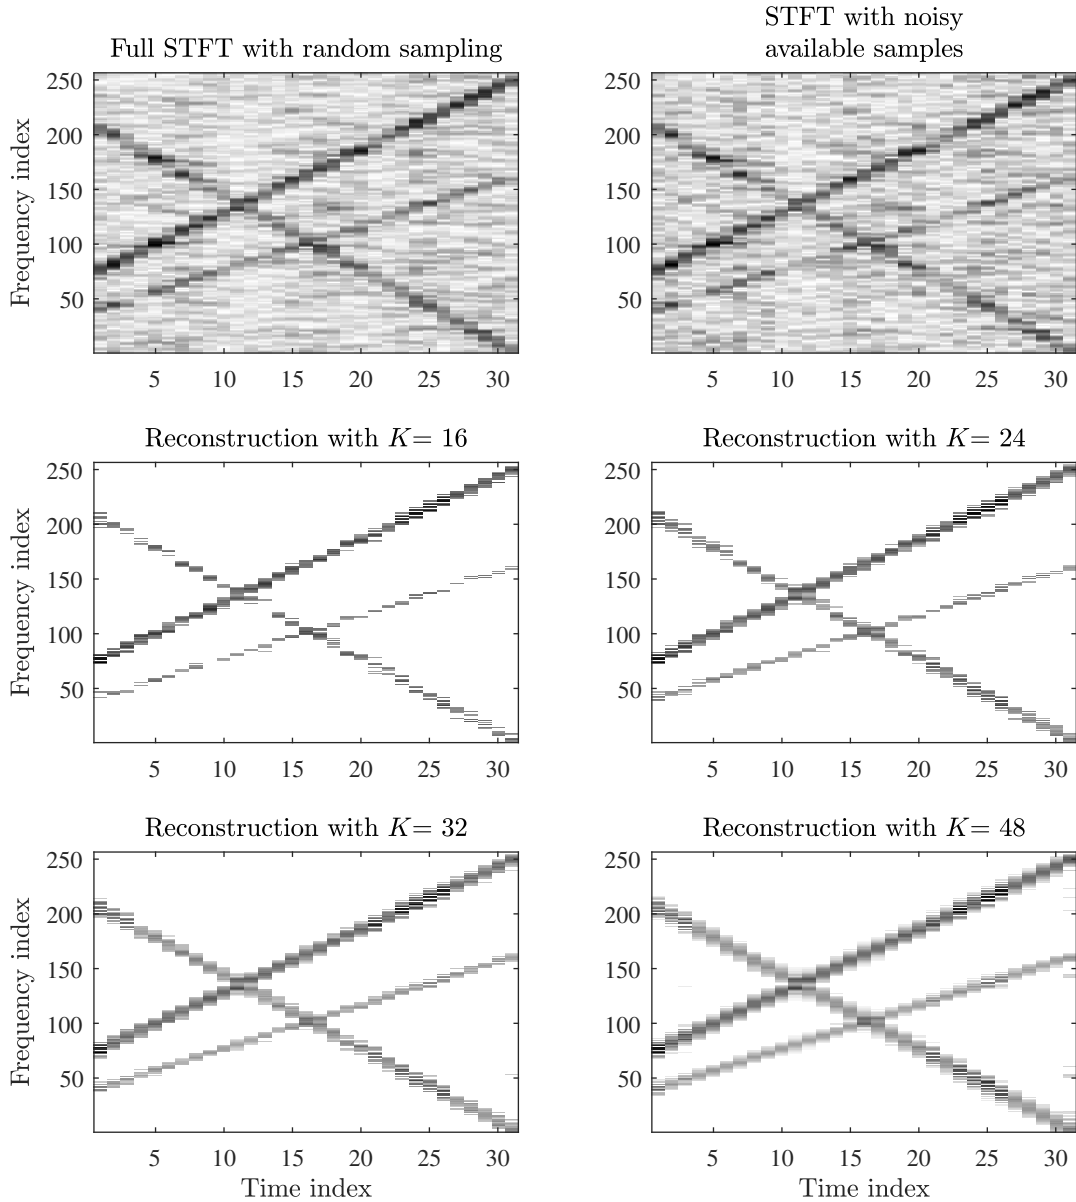 STFT with noisy
Full STFT with random sampling
available samples
250
200
150
100
50
Frequency index
5 10 15 20 25 30
250
200
150
100
50
5 10 15 20 25 30
Reconstruction with K= 16
250
200
150
100
50
Frequency index
5 10 15 20 25 30
Reconstruction with K= 24
250
200
150
100
50
5 10 15 20 25 30
Reconstruction with K= 32
250
200
150
100
50
Frequency index
5 10 15 20 25 30
Time index
Reconstruction with K= 48
250
200
150
100
50
5 10 15 20 25 30
Time index